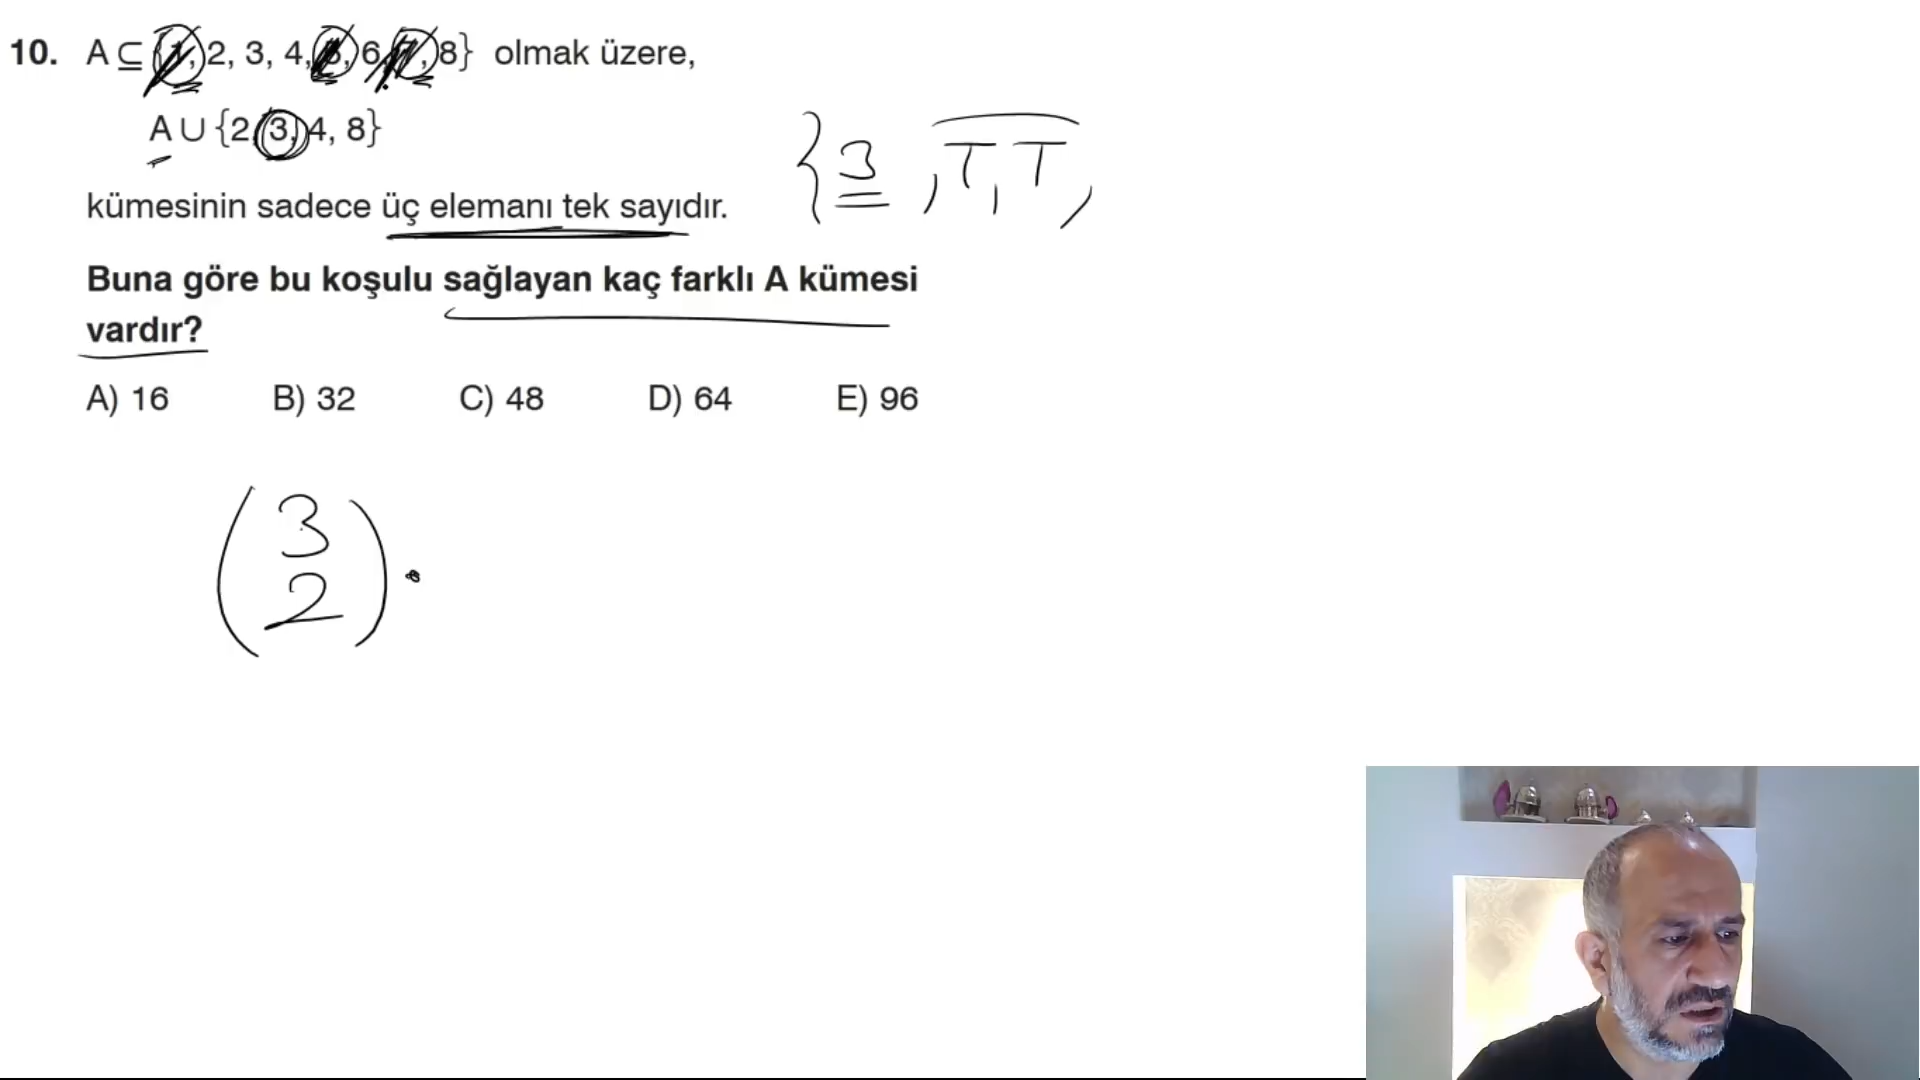 10. A ⊆ {1, 2, 3, 4, 5, 6, 7, 8} olmak üzere,
A ∪ {2, 3, 4, 8}
kümesinin sadece üç elemanı tek sayıdır.
{3, T, T,
Buna göre bu koşulu sağlayan kaç farklı A kümesi
vardır?
A) 16 B) 32 C) 48 D) 64 E) 96
(3
2) ·